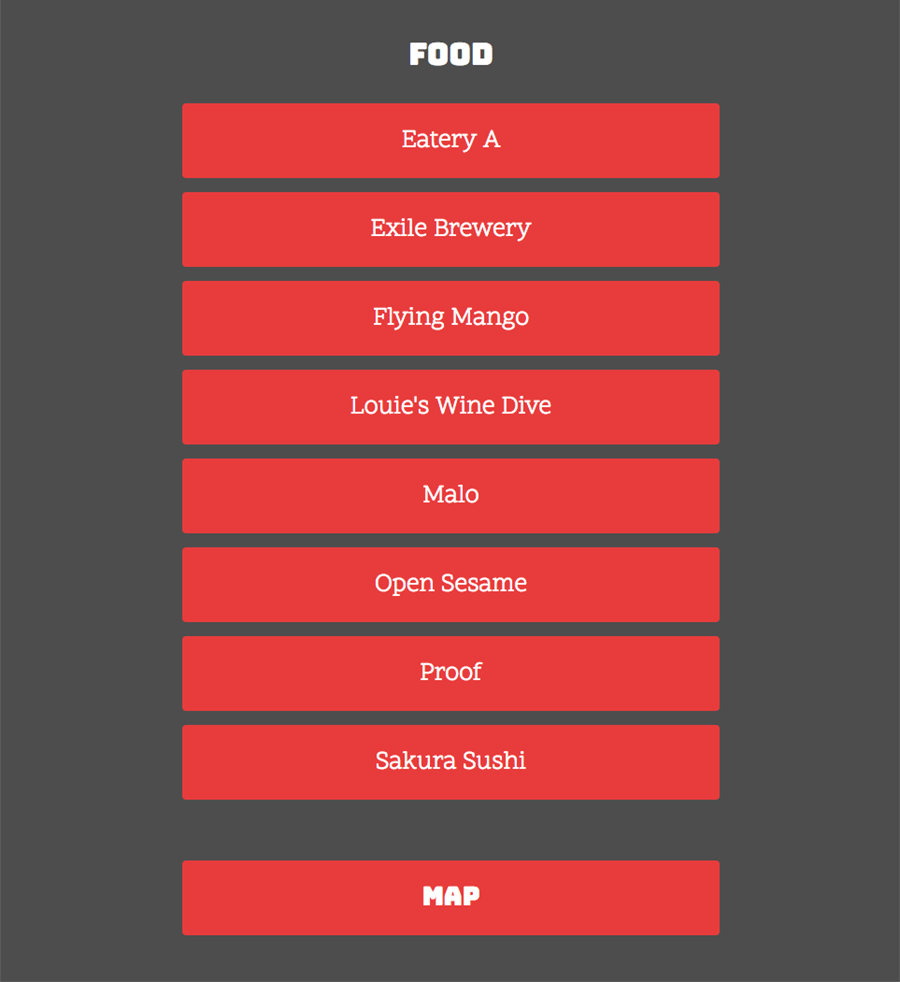 FOOD
Eatery A
Exile Brewery
Flying Mango
Louie's Wine Dive
Malo
Open Sesame
Proof
Sakura Sushi
MAP